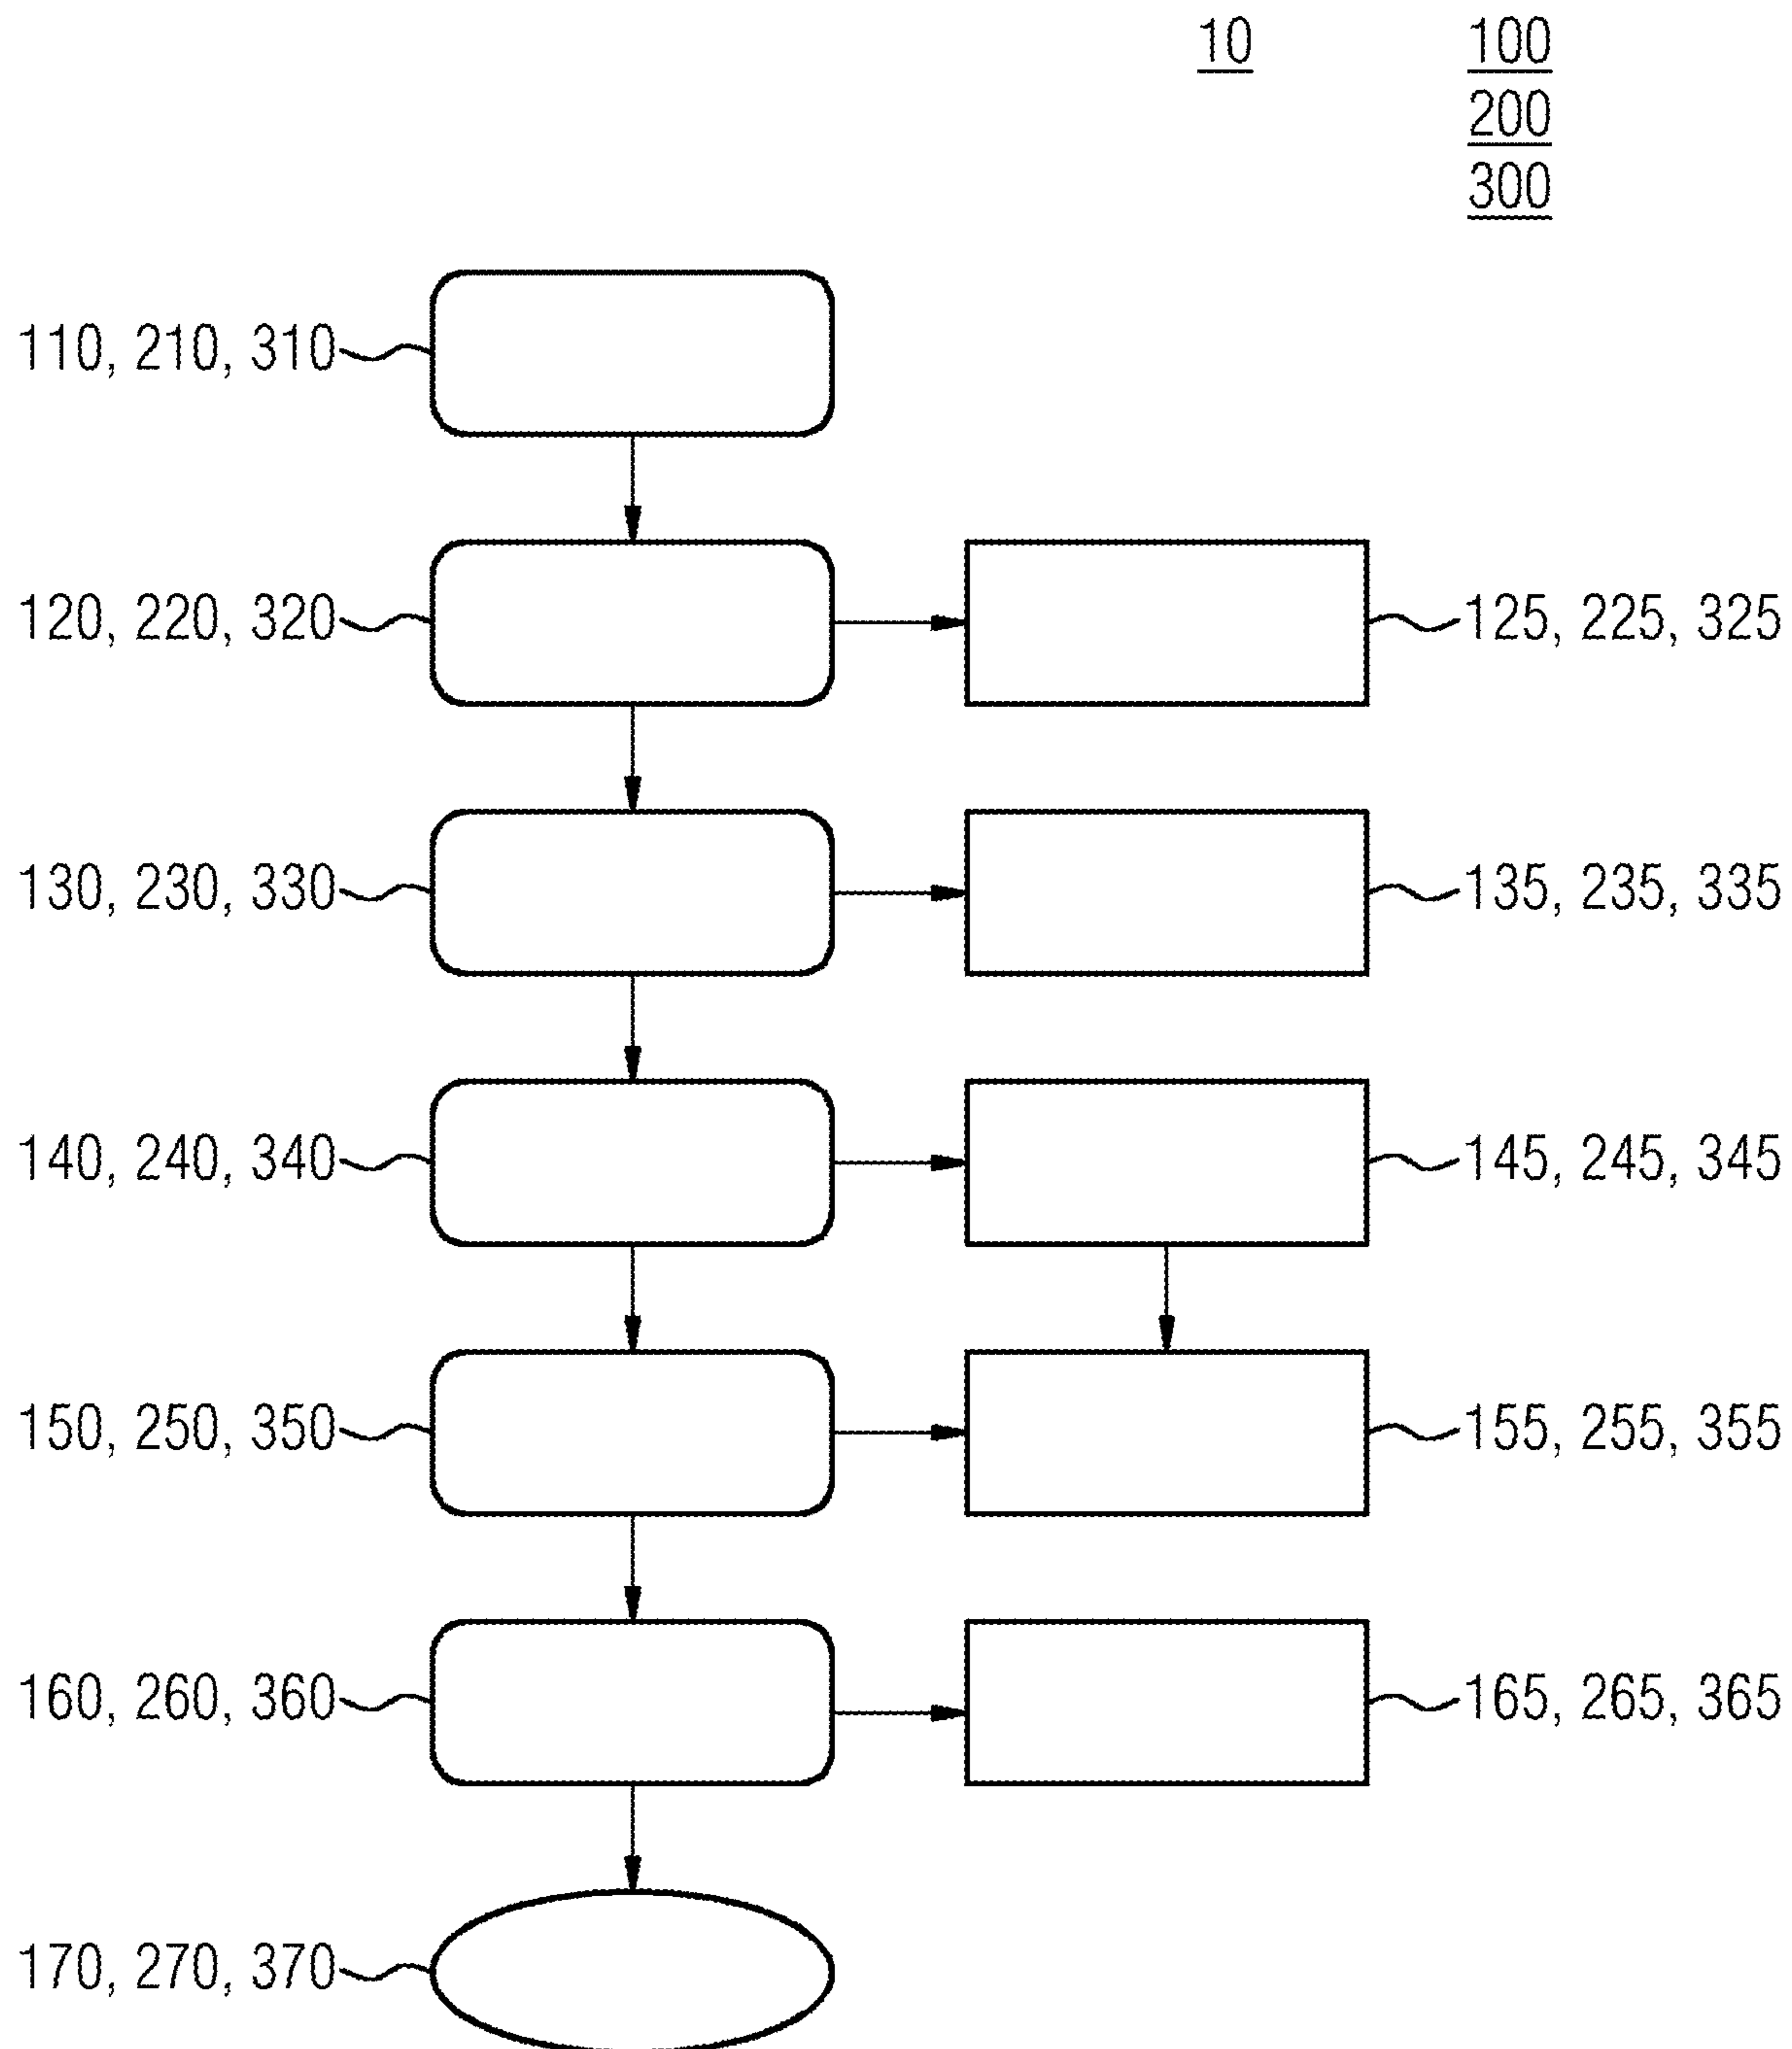 10 100
200
300
110, 210, 310
120, 220, 320 125, 225, 325
130, 230, 330 135, 235, 335
140, 240, 340 145, 245, 345
150, 250, 350 155, 255, 355
160, 260, 360 165, 265, 365
170, 270, 370